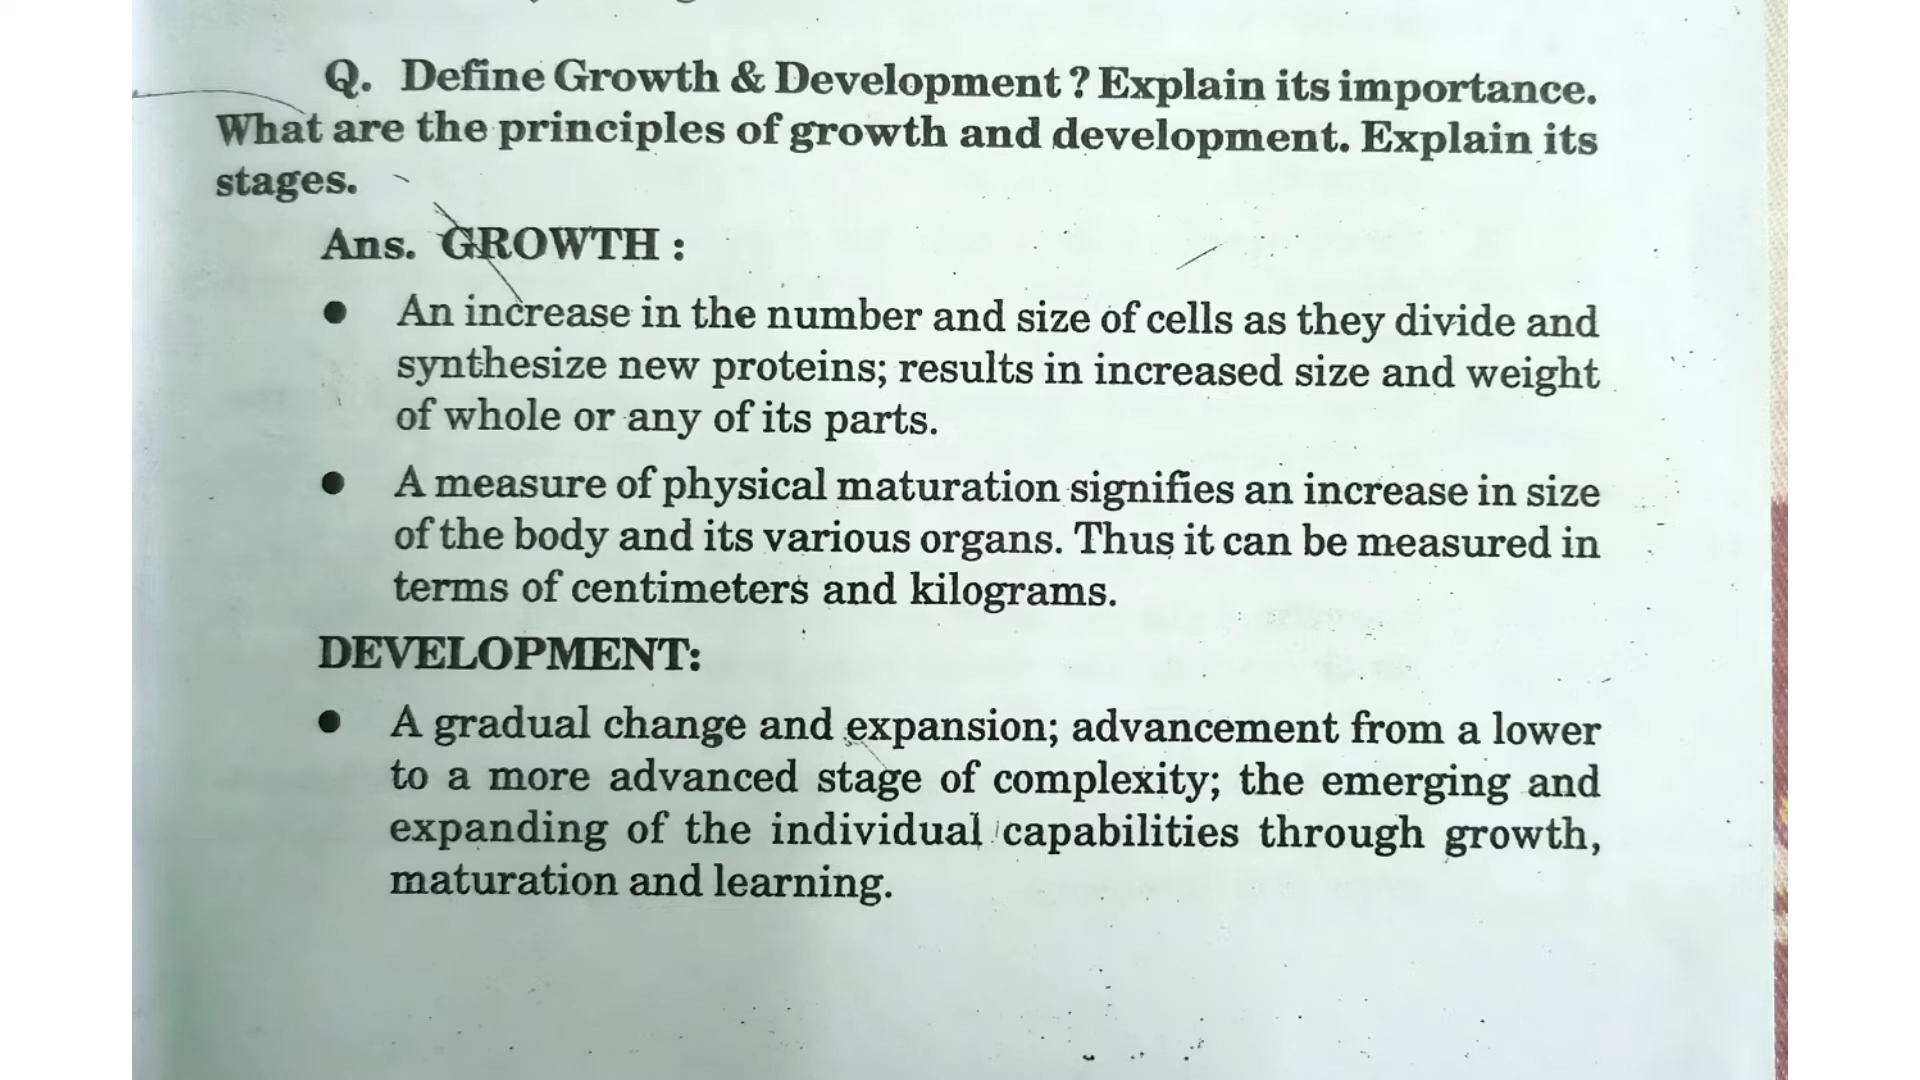 Q. Define Growth & Development ? Explain its importance.
What are the principles of growth and development. Explain its
stages.
Ans. GROWTH :
● An increase in the number and size of cells as they divide and
synthesize new proteins; results in increased size and weight
of whole or any of its parts.
● A measure of physical maturation signifies an increase in size
of the body and its various organs. Thus it can be measured in
terms of centimeters and kilograms.
DEVELOPMENT:
● A gradual change and expansion; advancement from a lower
to a more advanced stage of complexity; the emerging and
expanding of the individual capabilities through growth,
maturation and learning.